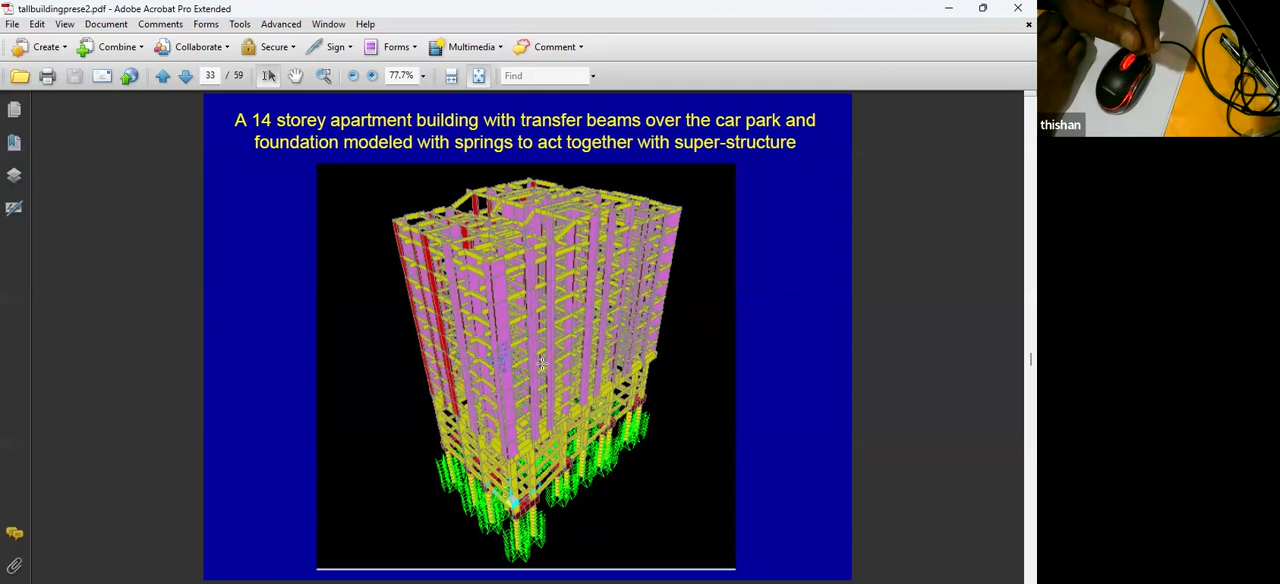 tallbuildingprese2.pdf - Adobe Acrobat Pro Extended
File Edit View Document Comments Forms Tools Advanced Window Help
Create Combine Collaborate Secure Sign Forms Multimedia Comment
33 / 59 77.7% Find
thishan
A 14 storey apartment building with transfer beams over the car park and
foundation modeled with springs to act together with super-structure